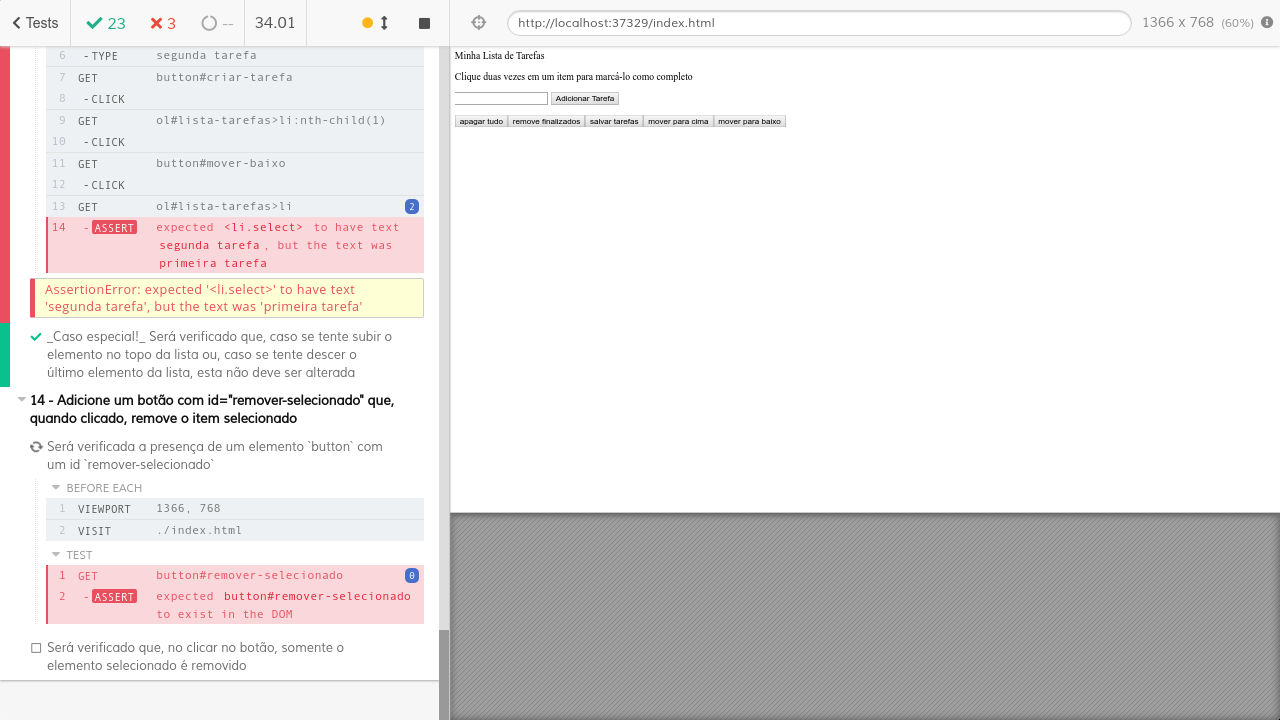 Tests 23 3 -- 34.01
http://localhost:37329/index.html 1366 x 768 (60%)
6 -TYPE segunda tarefa
7 GET button#criar-tarefa
8 -CLICK
9 GET ol#lista-tarefas>li:nth-child(1)
10 -CLICK
11 GET button#mover-baixo
12 -CLICK
13 GET ol#lista-tarefas>li 2
14 -ASSERT expected <li.select> to have text
segunda tarefa, but the text was
primeira tarefa
AssertionError: expected '<li.select>' to have text
'segunda tarefa', but the text was 'primeira tarefa'
_Caso especial!_ Será verificado que, caso se tente subir o
elemento no topo da lista ou, caso se tente descer o
último elemento da lista, esta não deve ser alterada
14 - Adicione um botão com id="remover-selecionado" que,
quando clicado, remove o item selecionado
Será verificada a presença de um elemento `button` com
um id `remover-selecionado`
BEFORE EACH
1 VIEWPORT 1366, 768
2 VISIT ./index.html
TEST
1 GET button#remover-selecionado 0
2 -ASSERT expected button#remover-selecionado
to exist in the DOM
Será verificado que, no clicar no botão, somente o
elemento selecionado é removido
Minha Lista de Tarefas
Clique duas vezes em um item para marcá-lo como completo
Adicionar Tarefa
apagar tudo remove finalizados salvar tarefas mover para cima mover para baixo